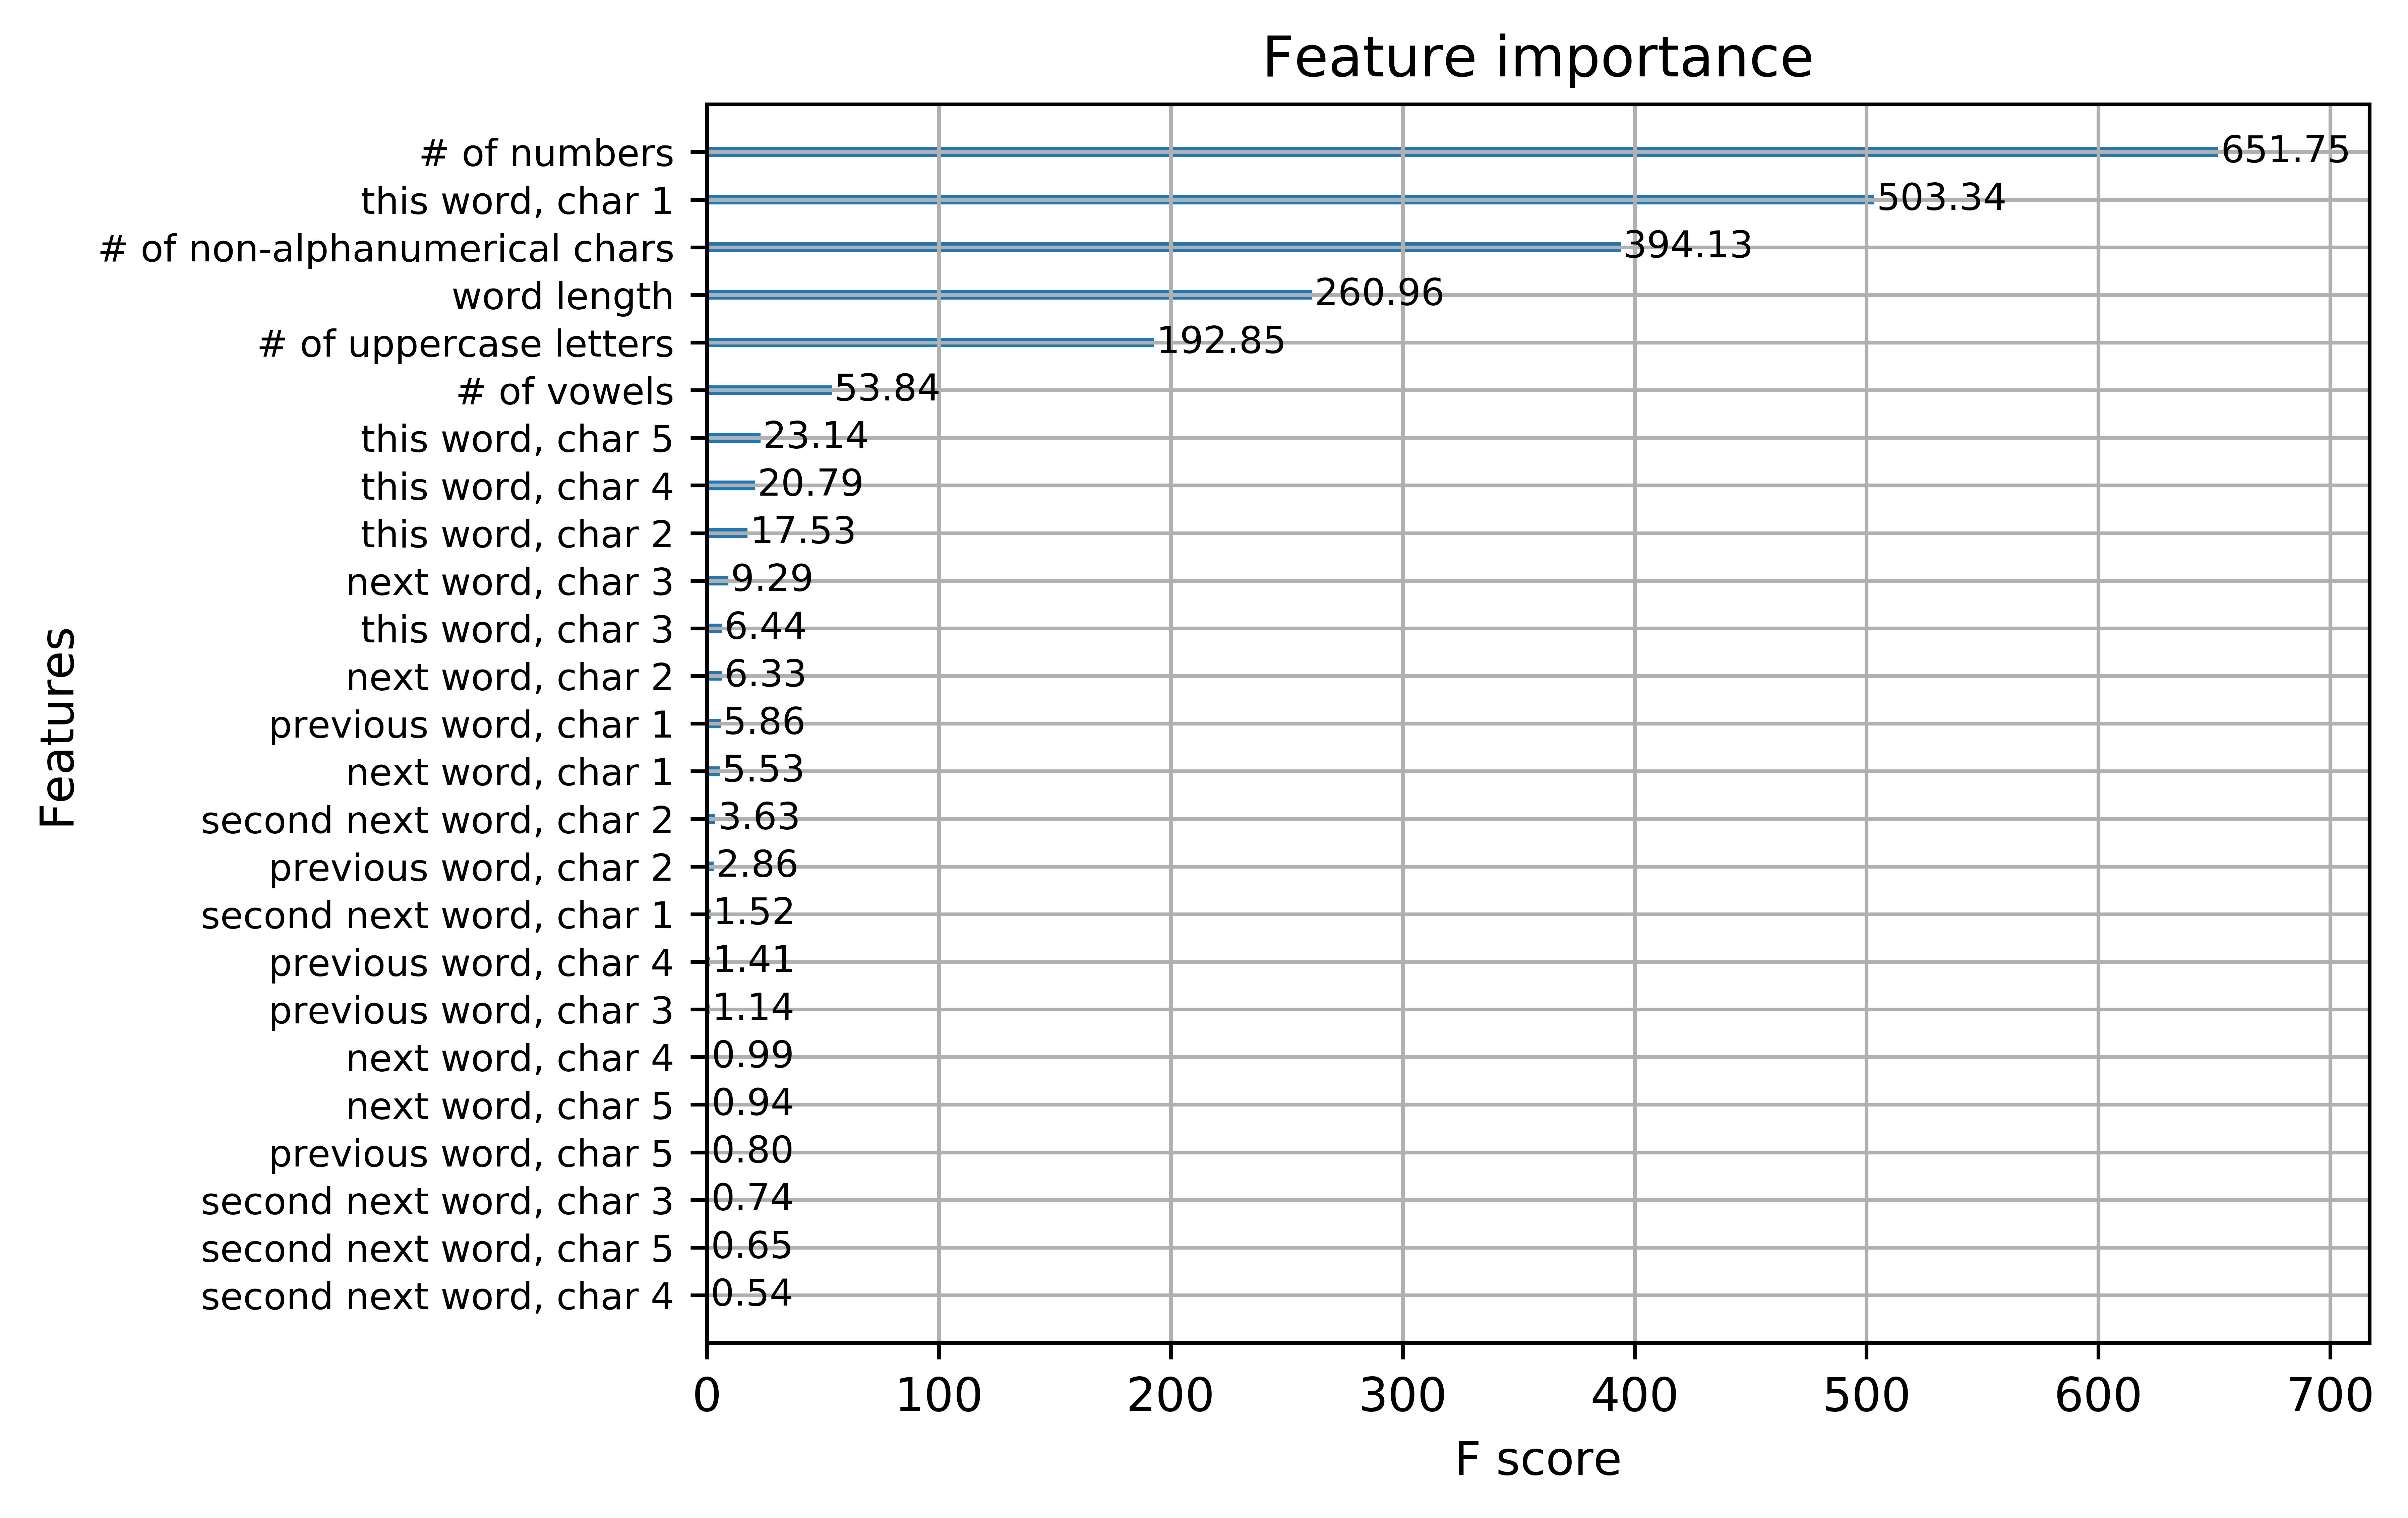 Feature importance
# of numbers 651.75
this word, char 1 503.34
# of non-alphanumerical chars 394.13
word length 260.96
# of uppercase letters 192.85
# of vowels 53.84
this word, char 5 23.14
this word, char 4 20.79
this word, char 2 17.53
next word, char 3 9.29
this word, char 3 6.44
next word, char 2 6.33
previous word, char 1 5.86
next word, char 1 5.53
second next word, char 2 3.63
previous word, char 2 2.86
second next word, char 1 1.52
previous word, char 4 1.41
previous word, char 3 1.14
next word, char 4 0.99
next word, char 5 0.94
previous word, char 5 0.80
second next word, char 3 0.74
second next word, char 5 0.65
second next word, char 4 0.54
Features
0 100 200 300 400 500 600 700
F score